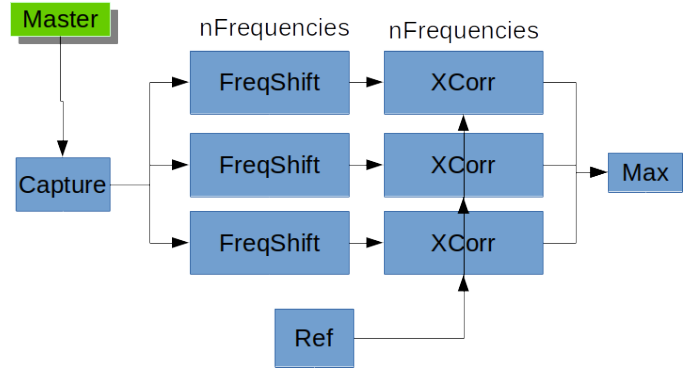 Master
nFrequencies
nFrequencies
FreqShift
XCorr
FreqShift
XCorr
Capture
Max
FreqShift
XCorr
Ref